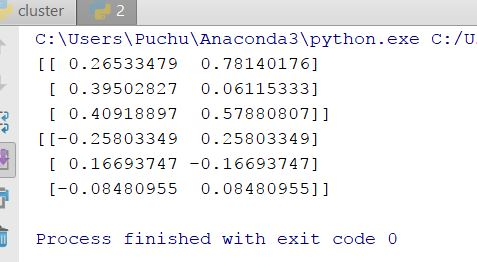 cluster 2
C:\Users\Puchu\Anaconda3\python.exe C:/U
[[ 0.26533479  0.78140176]
 [ 0.39502827  0.06115333]
 [ 0.40918897  0.57880807]]
[[-0.25803349  0.25803349]
 [ 0.16693747 -0.16693747]
 [-0.08480955  0.08480955]]
Process finished with exit code 0